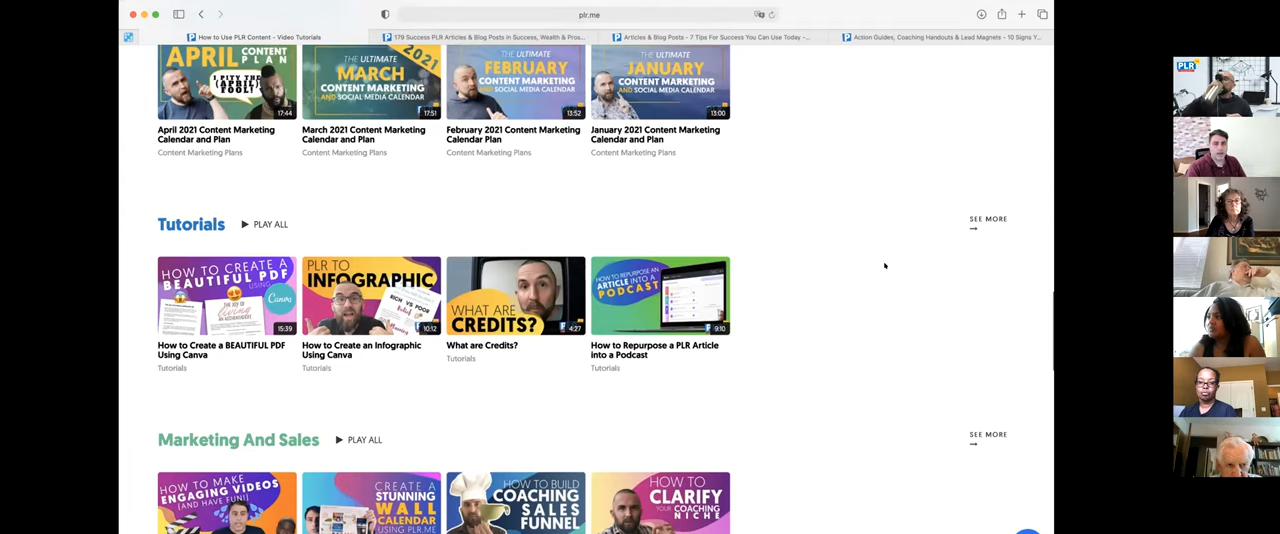 plr.me
How to Use PLR Content - Video Tutorials
179 Success PLR Articles & Blog Posts in Success, Wealth & Pros...
Articles & Blog Posts - 7 Tips For Success You Can Use Today -...
Action Guides, Coaching Handouts & Lead Magnets - 10 Signs Y...
APRIL CONTENT PLAN
I PITY THE (APRIL) FOOL!
17:44
THE ULTIMATE
MARCH
CONTENT MARKETING
AND SOCIAL MEDIA CALENDAR
2021
17:51
THE ULTIMATE
FEBRUARY
CONTENT MARKETING
AND SOCIAL MEDIA CALENDAR
13:52
THE ULTIMATE
JANUARY
CONTENT MARKETING
AND SOCIAL MEDIA CALENDAR
13:00
April 2021 Content Marketing
Calendar and Plan
Content Marketing Plans
March 2021 Content Marketing
Calendar and Plan
Content Marketing Plans
February 2021 Content Marketing
Calendar Plan
Content Marketing Plans
January 2021 Content Marketing
Calendar and Plan
Content Marketing Plans
Tutorials
PLAY ALL
SEE MORE
HOW TO CREATE A
BEAUTIFUL PDF
USING
Canva
15:39
PLR TO
INFOGRAPHIC
RICH VS POOR
10:12
WHAT ARE
CREDITS?
4:27
HOW TO REPURPOSE AN
ARTICLE INTO A
PODCAST
9:10
How to Create a BEAUTIFUL PDF
Using Canva
Tutorials
How to Create an Infographic
Using Canva
Tutorials
What are Credits?
Tutorials
How to Repurpose a PLR Article
into a Podcast
Tutorials
Marketing And Sales
PLAY ALL
SEE MORE
HOW TO MAKE
ENGAGING VIDEOS
(AND HAVE FUN!)
CREATE A
STUNNING
WALL
CALENDAR
USING PLR.ME
HOW TO BUILD
COACHING
SALES
FUNNEL
HOW TO
CLARIFY
YOUR
COACHING
NICHE
PLR